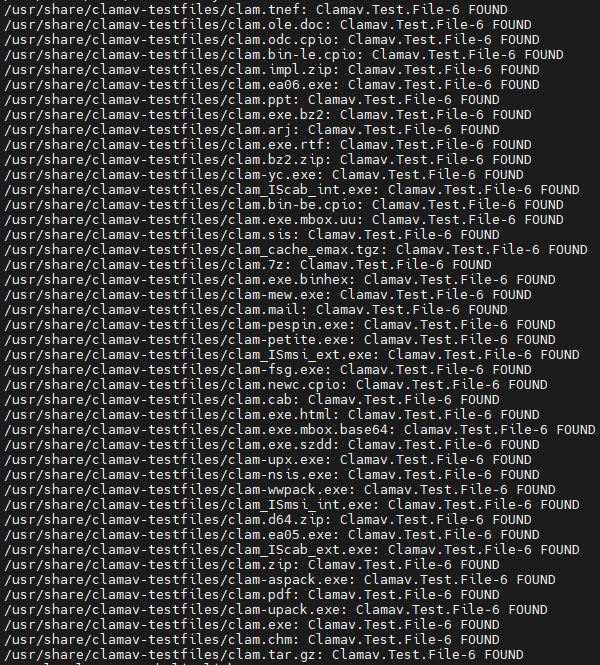 /usr/share/clamav-testfiles/clam.tnef: Clamav.Test.File-6 FOUND
/usr/share/clamav-testfiles/clam.ole.doc: Clamav.Test.File-6 FOUND
/usr/share/clamav-testfiles/clam.odc.cpio: Clamav.Test.File-6 FOUND
/usr/share/clamav-testfiles/clam.bin-le.cpio: Clamav.Test.File-6 FOUND
/usr/share/clamav-testfiles/clam.impl.zip: Clamav.Test.File-6 FOUND
/usr/share/clamav-testfiles/clam.ea06.exe: Clamav.Test.File-6 FOUND
/usr/share/clamav-testfiles/clam.ppt: Clamav.Test.File-6 FOUND
/usr/share/clamav-testfiles/clam.exe.bz2: Clamav.Test.File-6 FOUND
/usr/share/clamav-testfiles/clam.arj: Clamav.Test.File-6 FOUND
/usr/share/clamav-testfiles/clam.exe.rtf: Clamav.Test.File-6 FOUND
/usr/share/clamav-testfiles/clam.bz2.zip: Clamav.Test.File-6 FOUND
/usr/share/clamav-testfiles/clam-yc.exe: Clamav.Test.File-6 FOUND
/usr/share/clamav-testfiles/clam_IScab_int.exe: Clamav.Test.File-6 FOUND
/usr/share/clamav-testfiles/clam.bin-be.cpio: Clamav.Test.File-6 FOUND
/usr/share/clamav-testfiles/clam.exe.mbox.uu: Clamav.Test.File-6 FOUND
/usr/share/clamav-testfiles/clam.sis: Clamav.Test.File-6 FOUND
/usr/share/clamav-testfiles/clam_cache_emax.tgz: Clamav.Test.File-6 FOUND
/usr/share/clamav-testfiles/clam.7z: Clamav.Test.File-6 FOUND
/usr/share/clamav-testfiles/clam.exe.binhex: Clamav.Test.File-6 FOUND
/usr/share/clamav-testfiles/clam-mew.exe: Clamav.Test.File-6 FOUND
/usr/share/clamav-testfiles/clam.mail: Clamav.Test.File-6 FOUND
/usr/share/clamav-testfiles/clam-pespin.exe: Clamav.Test.File-6 FOUND
/usr/share/clamav-testfiles/clam-petite.exe: Clamav.Test.File-6 FOUND
/usr/share/clamav-testfiles/clam_ISmsi_ext.exe: Clamav.Test.File-6 FOUND
/usr/share/clamav-testfiles/clam-fsg.exe: Clamav.Test.File-6 FOUND
/usr/share/clamav-testfiles/clam.newc.cpio: Clamav.Test.File-6 FOUND
/usr/share/clamav-testfiles/clam.cab: Clamav.Test.File-6 FOUND
/usr/share/clamav-testfiles/clam.exe.html: Clamav.Test.File-6 FOUND
/usr/share/clamav-testfiles/clam.exe.mbox.base64: Clamav.Test.File-6 FOUND
/usr/share/clamav-testfiles/clam.exe.szdd: Clamav.Test.File-6 FOUND
/usr/share/clamav-testfiles/clam-upx.exe: Clamav.Test.File-6 FOUND
/usr/share/clamav-testfiles/clam-nsis.exe: Clamav.Test.File-6 FOUND
/usr/share/clamav-testfiles/clam-wwpack.exe: Clamav.Test.File-6 FOUND
/usr/share/clamav-testfiles/clam_ISmsi_int.exe: Clamav.Test.File-6 FOUND
/usr/share/clamav-testfiles/clam.d64.zip: Clamav.Test.File-6 FOUND
/usr/share/clamav-testfiles/clam.ea05.exe: Clamav.Test.File-6 FOUND
/usr/share/clamav-testfiles/clam_IScab_ext.exe: Clamav.Test.File-6 FOUND
/usr/share/clamav-testfiles/clam.zip: Clamav.Test.File-6 FOUND
/usr/share/clamav-testfiles/clam-aspack.exe: Clamav.Test.File-6 FOUND
/usr/share/clamav-testfiles/clam.pdf: Clamav.Test.File-6 FOUND
/usr/share/clamav-testfiles/clam-upack.exe: Clamav.Test.File-6 FOUND
/usr/share/clamav-testfiles/clam.exe: Clamav.Test.File-6 FOUND
/usr/share/clamav-testfiles/clam.chm: Clamav.Test.File-6 FOUND
/usr/share/clamav-testfiles/clam.tar.gz: Clamav.Test.File-6 FOUND